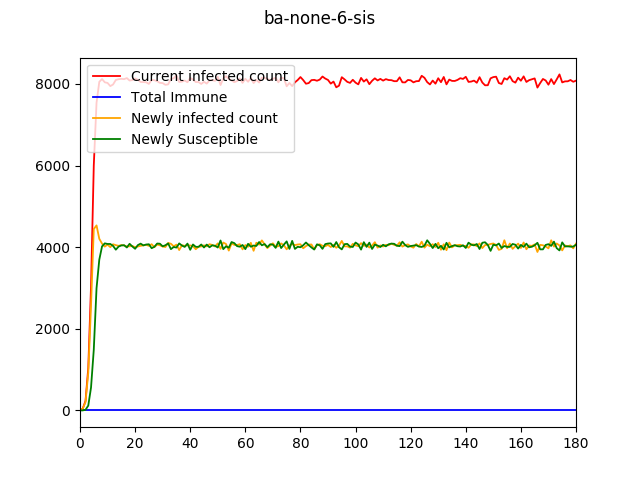 ba-none-6-sis
8000
6000
4000
2000
0
Current infeced count
Total Immune
Newly infected count
Newly Susceptible
0 20 40 60 80 100 120 140 160 180